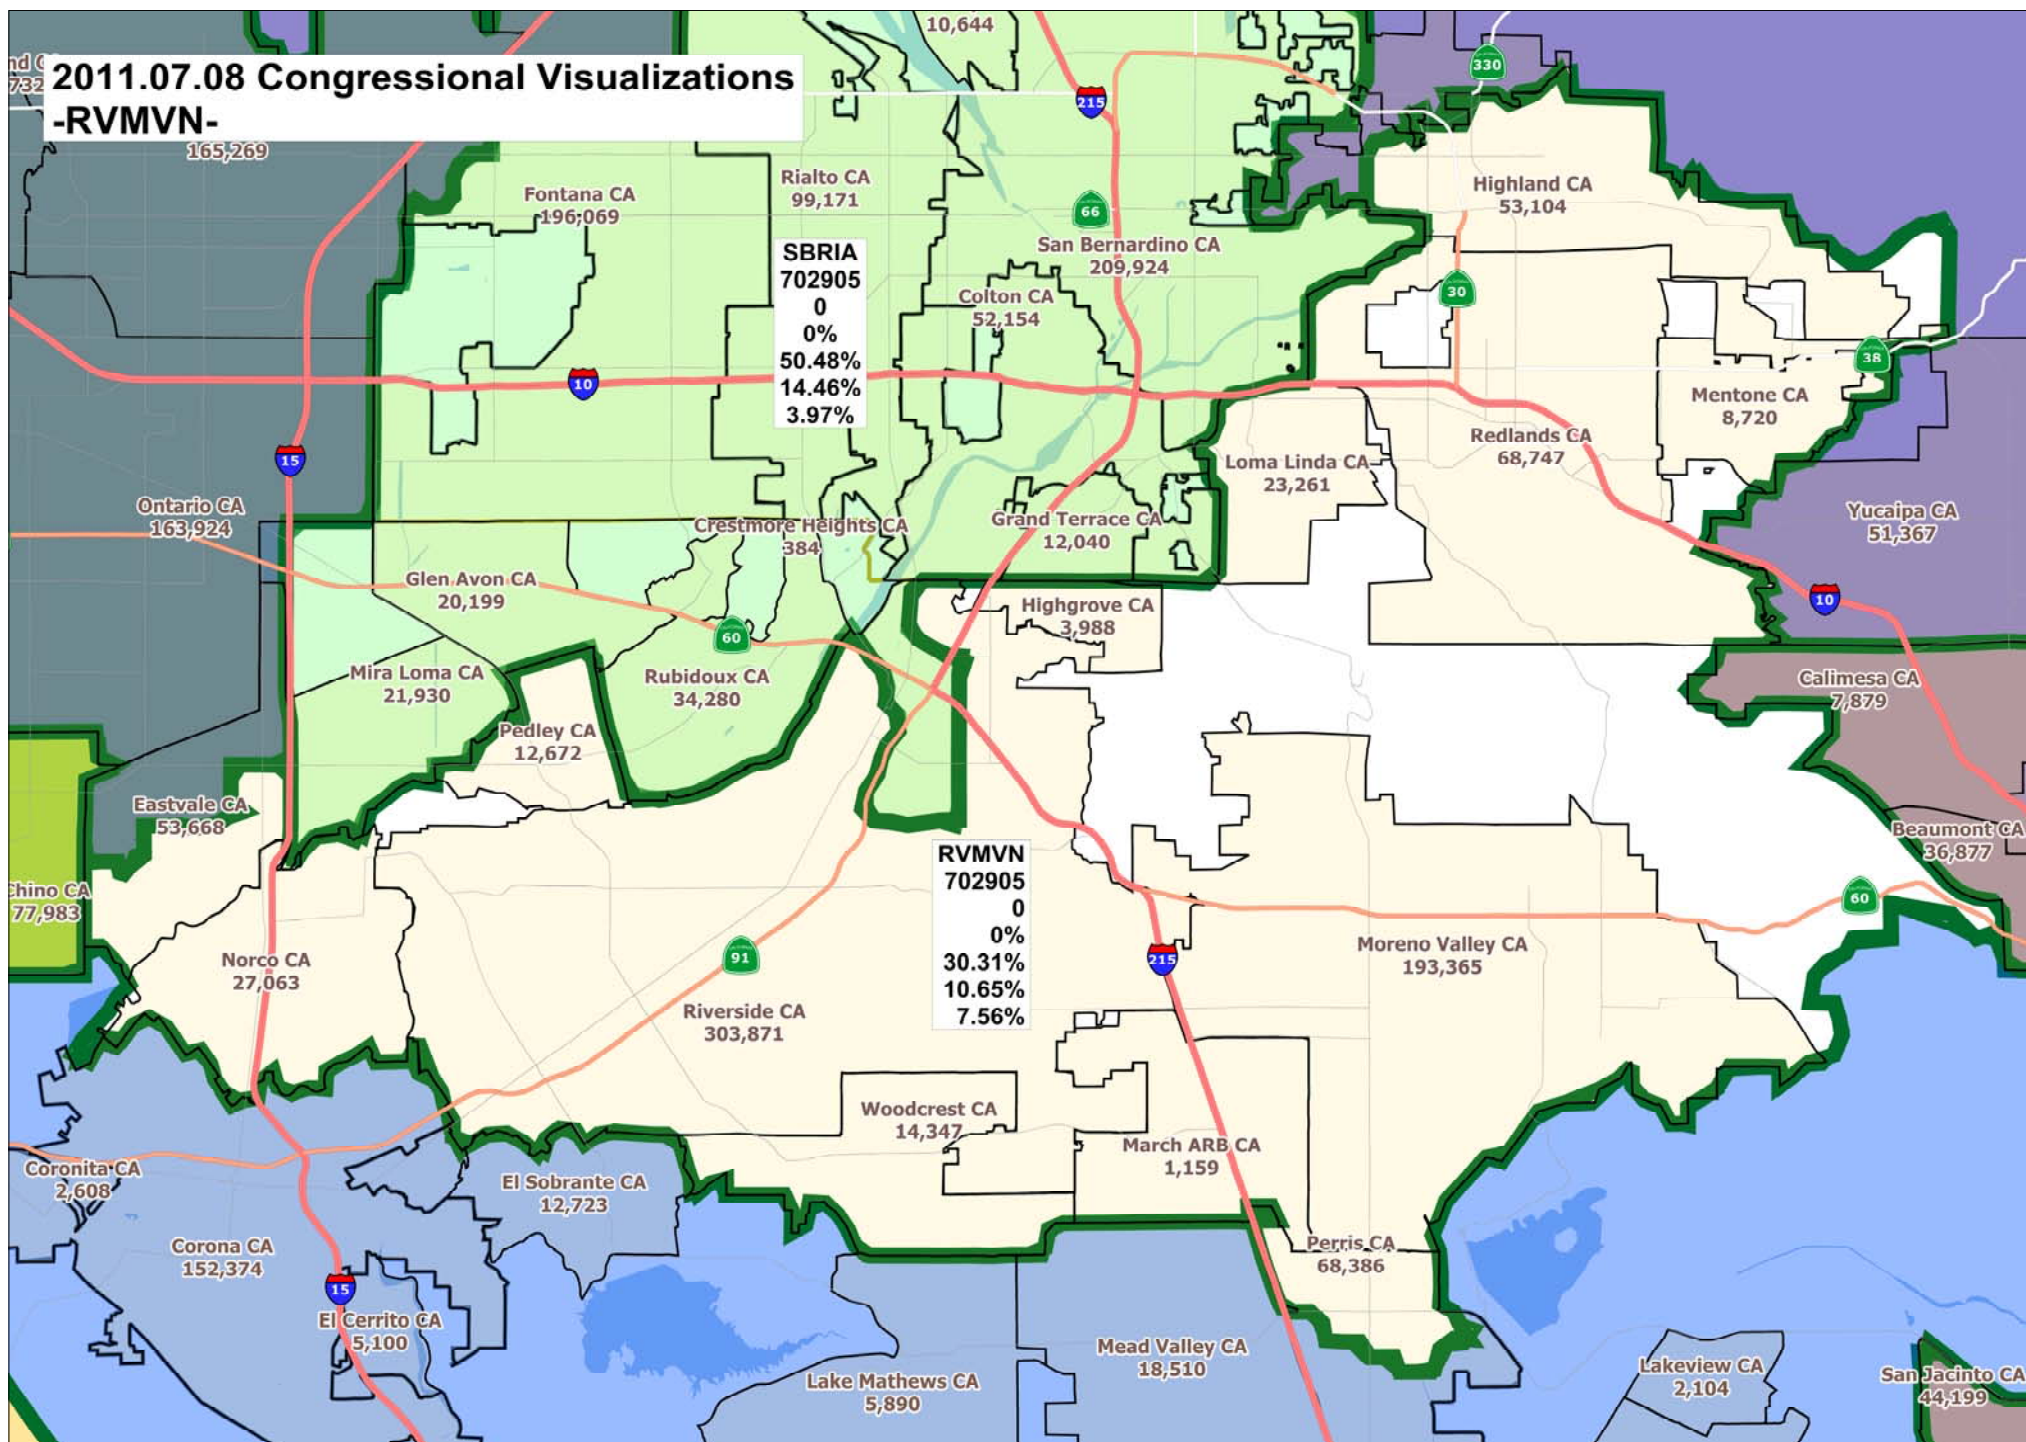 2011.07.08 Congressional Visualizations
-RVMVN-
10,644
165,269
330
215
Fontana CA
196,069
Rialto CA
99,171
66
San Bernardino CA
209,924
Highland CA
53,104
SBRIA
702905
0
0%
50.48%
14.46%
3.97%
Colton CA
52,154
30
38
10
15
Mentone CA
8,720
Redlands CA
68,747
Loma Linda CA
23,261
Ontario CA
163,924
Crestmore Heights CA
384
Grand Terrace CA
12,040
Yucaipa CA
51,367
Glen Avon CA
20,199
60
Highgrove CA
3,988
10
Mira Loma CA
21,930
Rubidoux CA
34,280
Calimesa CA
7,879
Pedley CA
12,672
Eastvale CA
53,668
Beaumont CA
36,877
RVMVN
702905
0
0%
30.31%
10.65%
7.56%
Chino CA
77,983
60
Norco CA
27,063
91
215
Moreno Valley CA
193,365
Riverside CA
303,871
Woodcrest CA
14,347
March ARB CA
1,159
Coronita CA
2,608
El Sobrante CA
12,723
Corona CA
152,374
Perris CA
68,386
15
El Cerrito CA
5,100
Mead Valley CA
18,510
Lake Mathews CA
5,890
Lakeview CA
2,104
San Jacinto CA
44,199